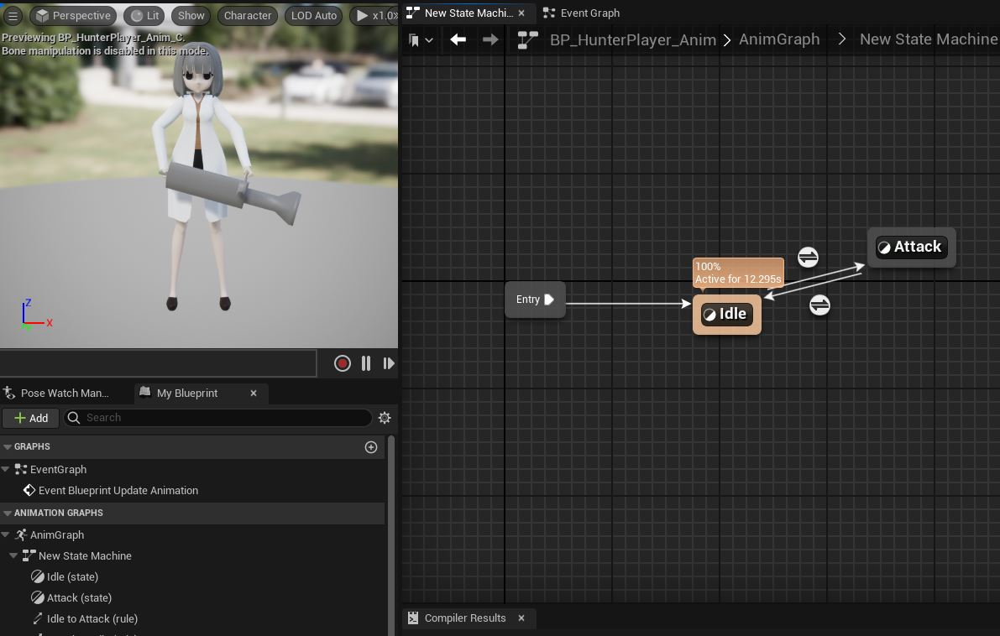 Perspective
Lit
Show
Character
LOD Auto
x1.0
Previewing BP_HunterPlayer_Anim_C.
Bone manipulation is disabled in this mode.
Z
X
New State Machi...
Event Graph
BP_HunterPlayer_Anim
AnimGraph
New State Machine
Entry
100%
Active for 12.295s
Idle
Attack
Pose Watch Man...
My Blueprint
Add
Search
GRAPHS
EventGraph
Event Blueprint Update Animation
ANIMATION GRAPHS
AnimGraph
New State Machine
Idle (state)
Attack (state)
Idle to Attack (rule)
Compiler Results